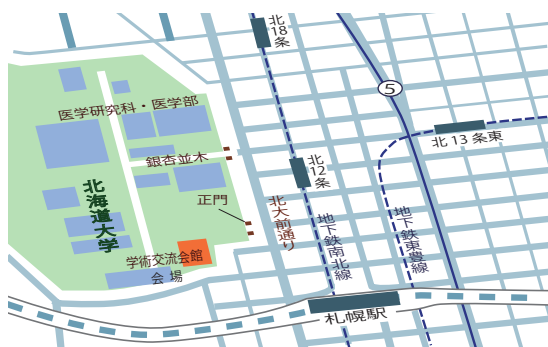 北18条
5
医学研究科・医学部
北13条東
銀杏並木
北12条
北海道大学
正門
北大前通り
地下鉄南北線
地下鉄東豊線
学術交流会館
会場
札幌駅